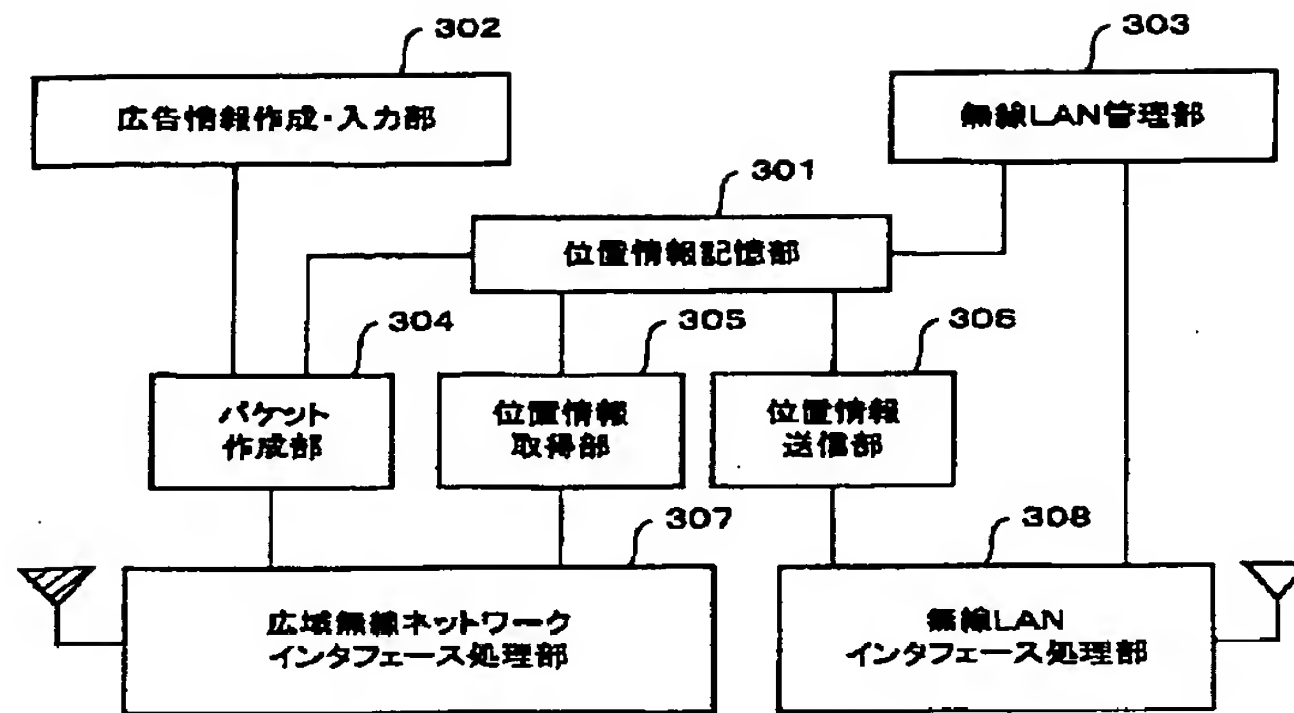 302
303
広告情報作成・入力部
無線LAN管理部
301
位置情報記憶部
304
305
306
パケット
作成部
位置情報
取得部
位置情報
送信部
307
308
広域無線ネットワーク
インタフェース処理部
無線LAN
インタフェース処理部